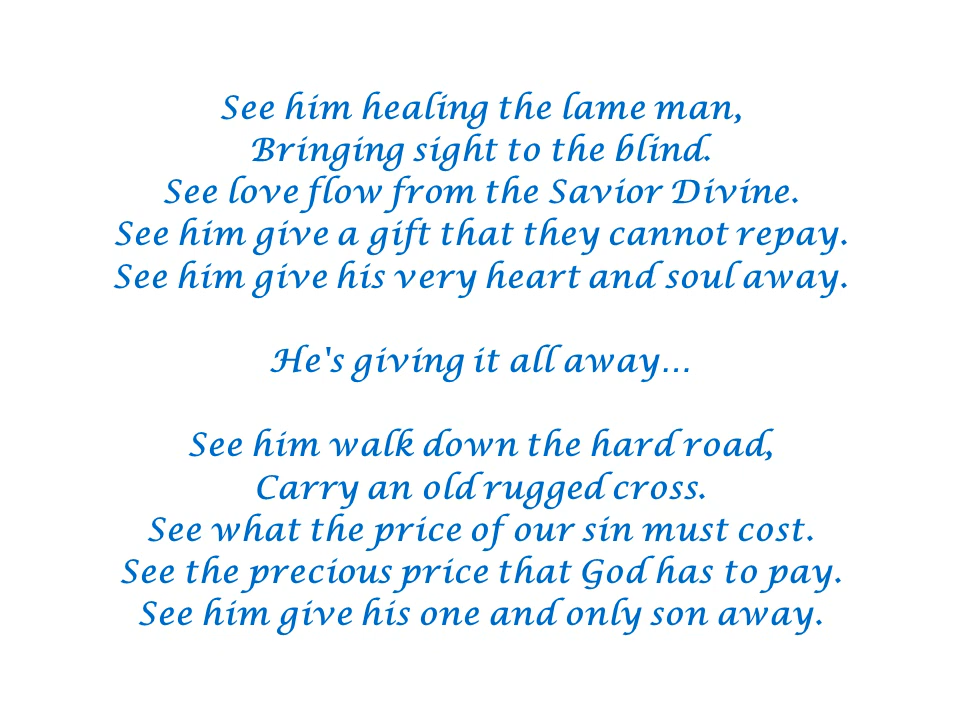 See him healing the lame man,
Bringing sight to the blind.
See love flow from the Savior Divine.
See him give a gift that they cannot repay.
See him give his very heart and soul away.
He's giving it all away…
See him walk down the hard road,
Carry an old rugged cross.
See what the price of our sin must cost.
See the precious price that God has to pay.
See him give his one and only son away.